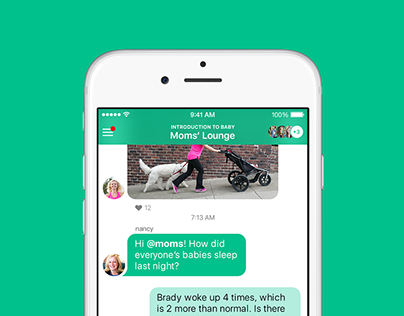 9:41 AM
100%
INTRODUCTION TO BABY
Moms' Lounge
+3
12
7:13 AM
nancy
Hi @moms! How did
everyone's babies sleep
last night?
Brady woke up 4 times, which
is 2 more than normal. Is there